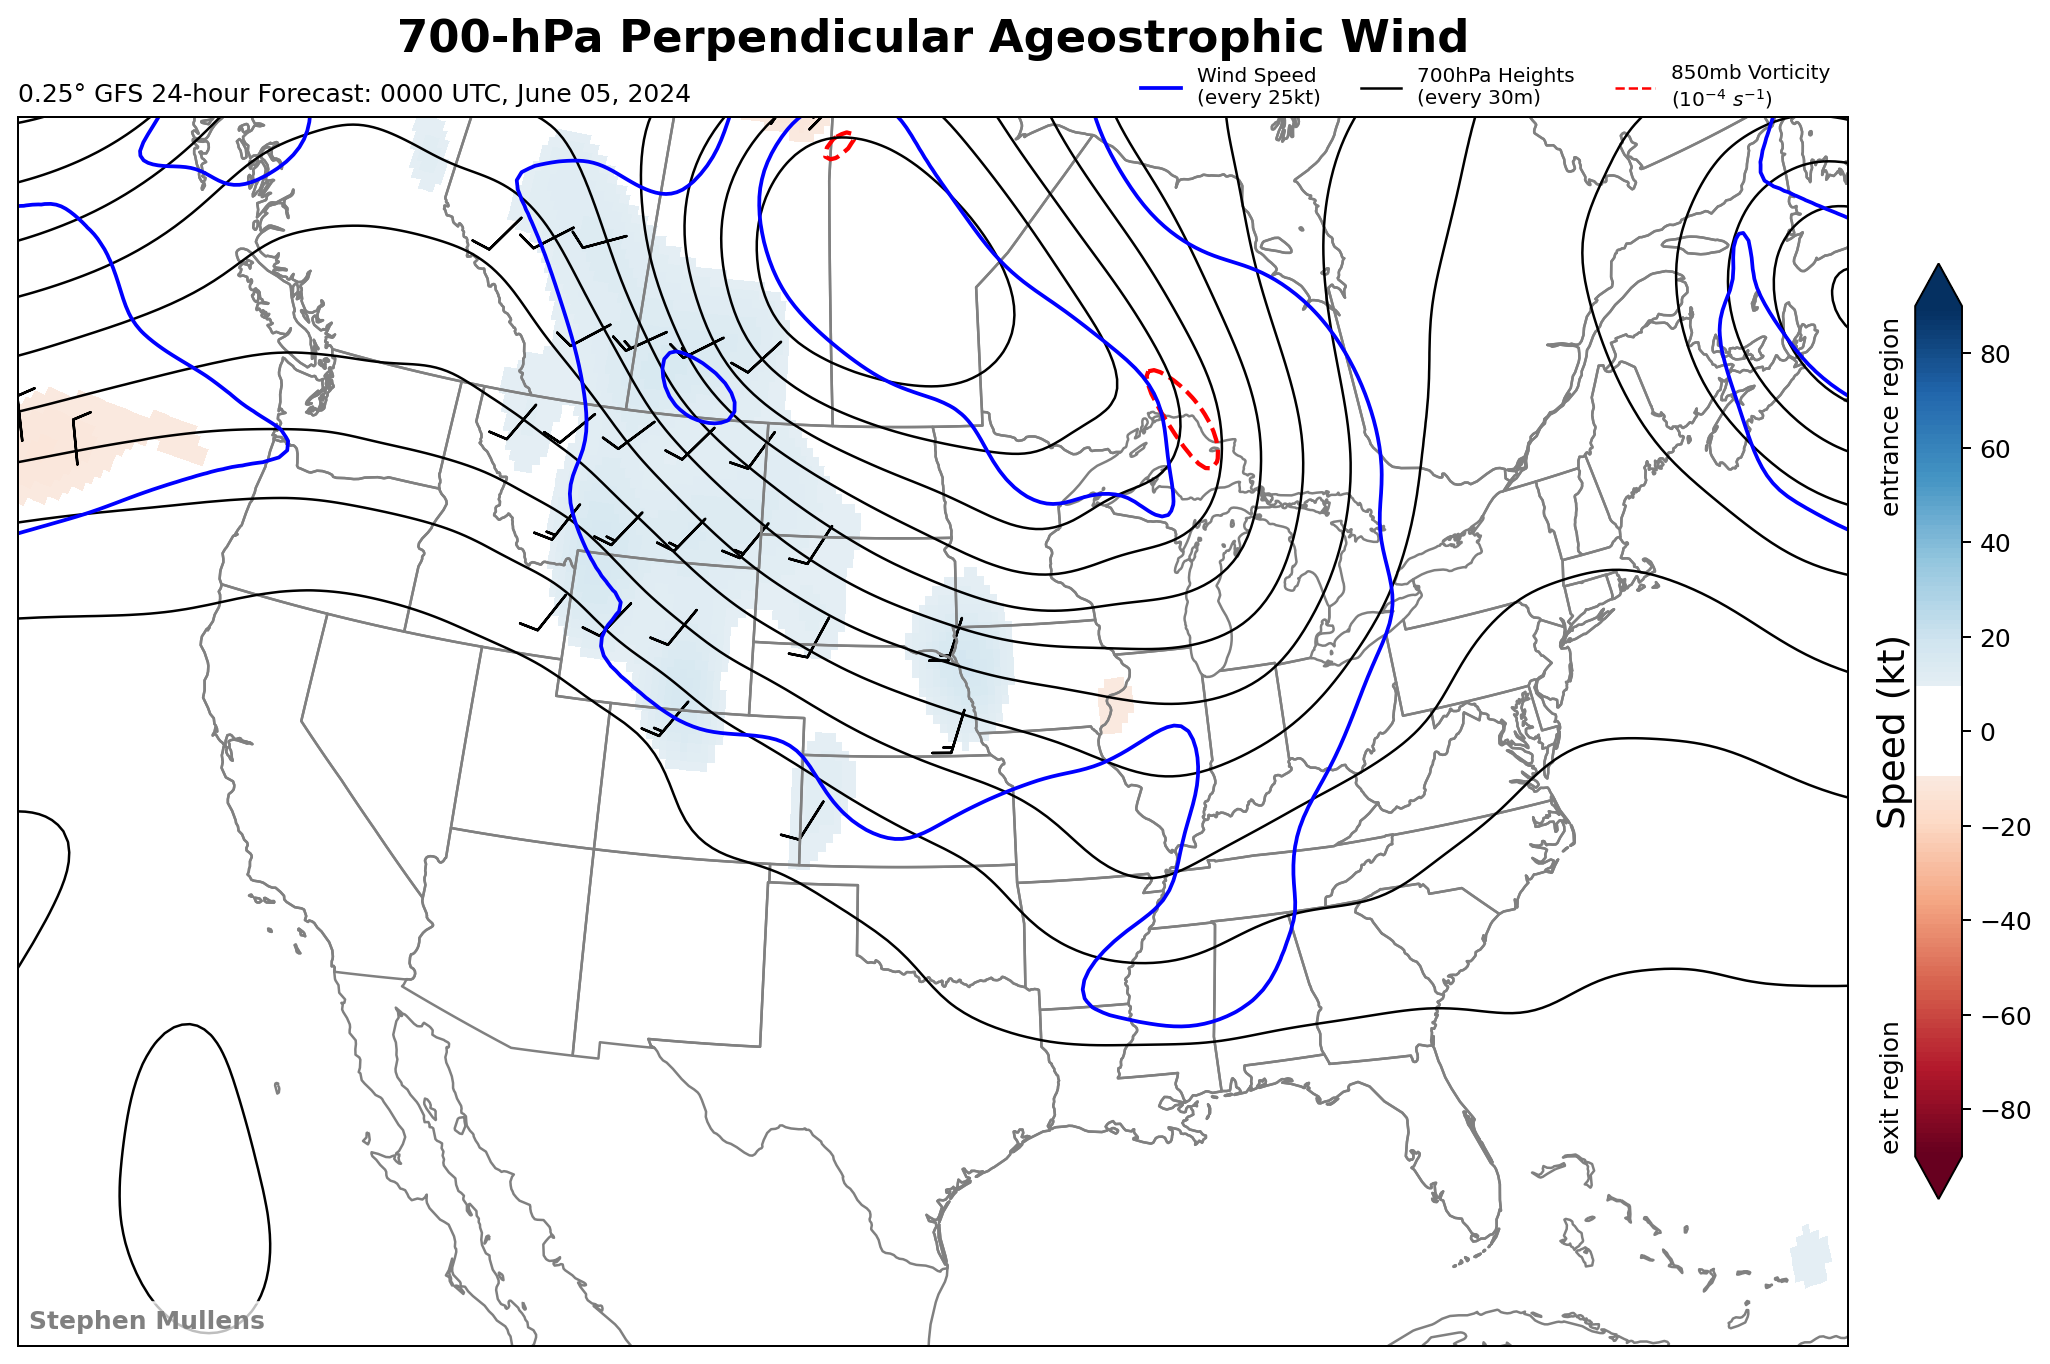 700-hPa Perpendicular Ageostrophic Wind
0.25° GFS 24-hour Forecast: 0000 UTC, June 05, 2024
Wind Speed
(every 25kt)
700hPa Heights
(every 30m)
850mb Vorticity
(10⁻⁴ s⁻¹)
entrance region
Speed (kt)
exit region
80
60
40
20
0
−20
−40
−60
−80
Stephen Mullens